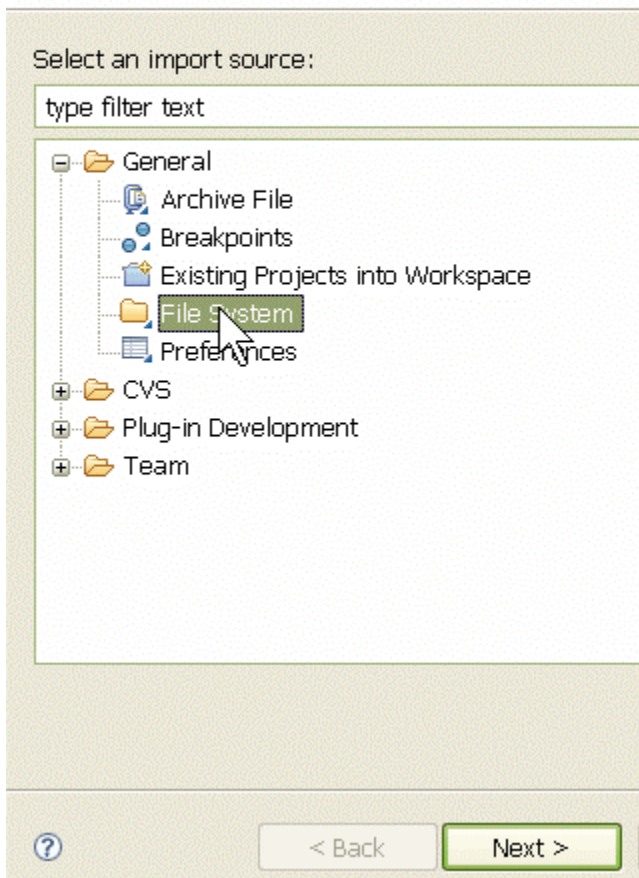 Select an import source:
type filter text
General
Archive File
Breakpoints
Existing Projects into Workspace
File System
Preferences
CVS
Plug-in Development
Team
< Back
Next >